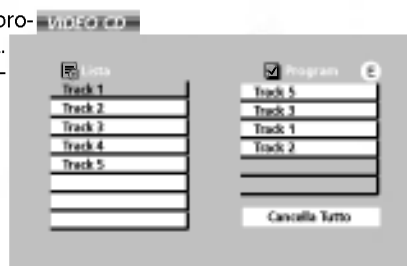 pro-
VIDEO CD
Lista
Track 1
Track 2
Track 3
Track 4
Track 5
Program E
Track 5
Track 3
Track 1
Track 2
Cancella Tutto